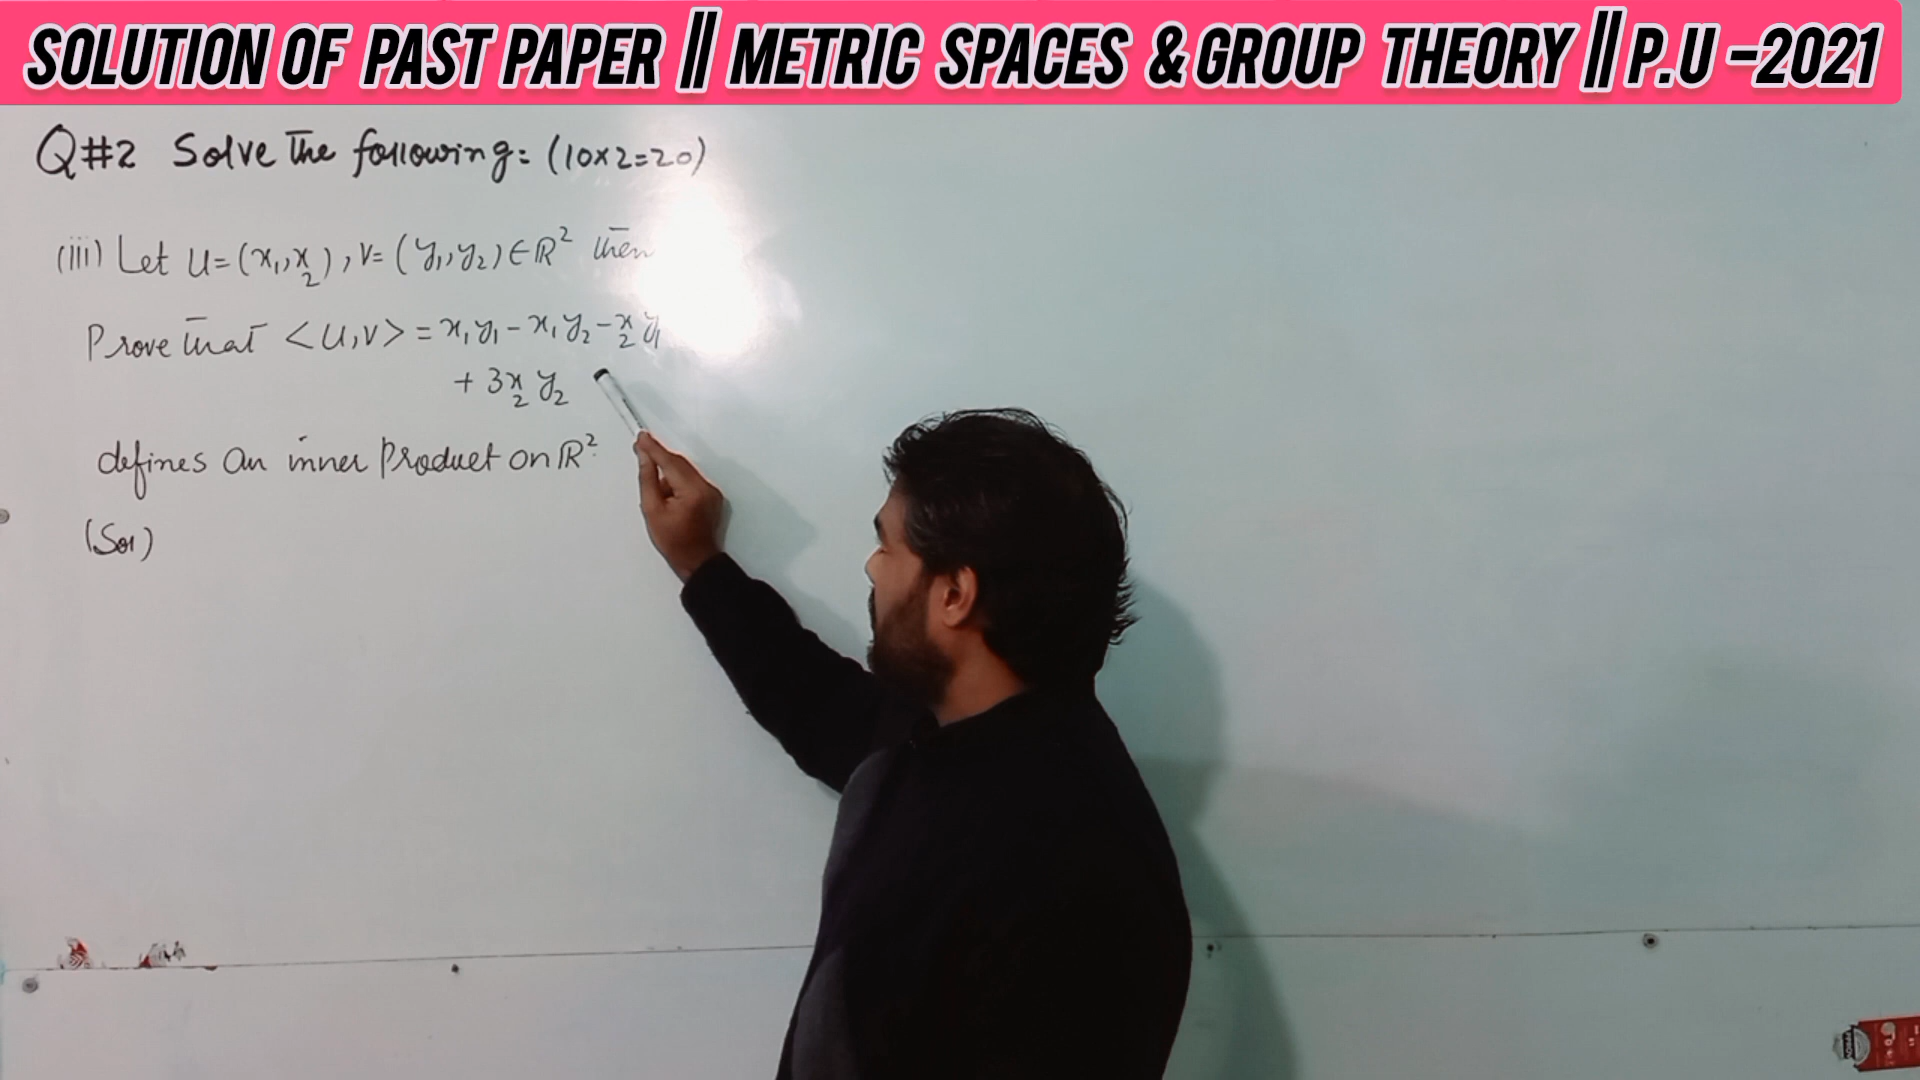 SOLUTION OF PAST PAPER || METRIC SPACES & GROUP THEORY || P.U -2021
Q#2 Solve The following: (10×2=20)
(iii) Let U=(x₁,x₂), V=(y₁,y₂)∈ℝ² then
Prove that <U,V> = x₁y₁ - x₁y₂ - x₂y₁
+ 3x₂y₂
defines an inner Product on ℝ².
(Sol)